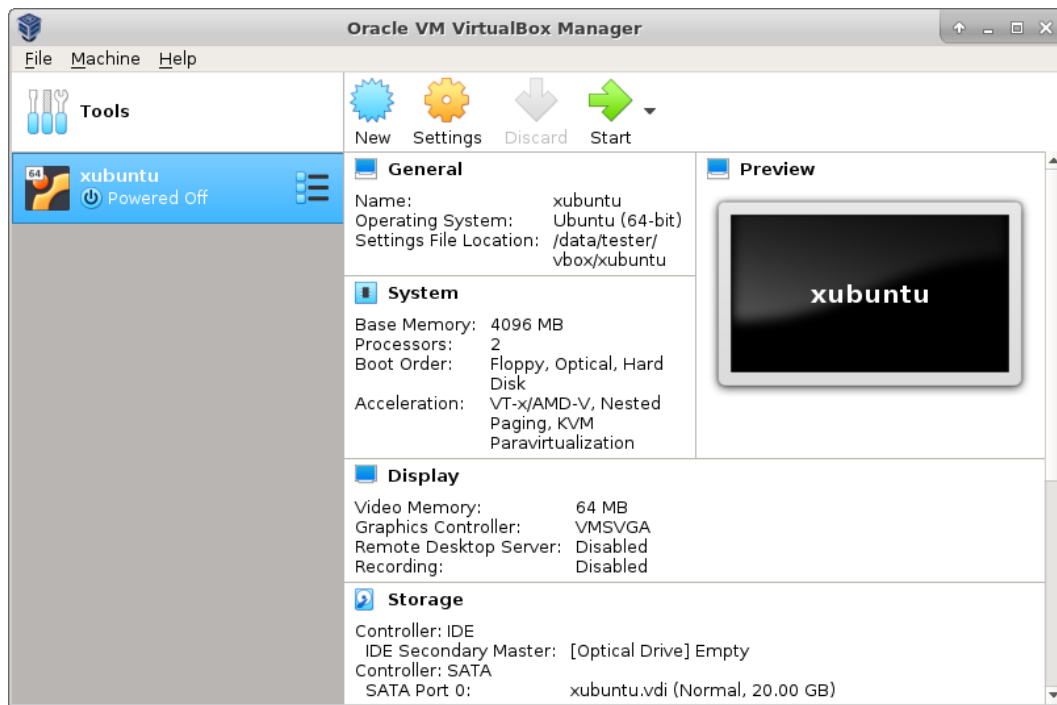 Oracle VM VirtualBox Manager
File Machine Help
Tools
New Settings Discard Start
64
xubuntu
Powered Off
General
Name: xubuntu
Operating System: Ubuntu (64-bit)
Settings File Location: /data/tester/
vbox/xubuntu
Preview
xubuntu
System
Base Memory: 4096 MB
Processors: 2
Boot Order: Floppy, Optical, Hard
Disk
Acceleration: VT-x/AMD-V, Nested
Paging, KVM
Paravirtualization
Display
Video Memory: 64 MB
Graphics Controller: VMSVGA
Remote Desktop Server: Disabled
Recording: Disabled
Storage
Controller: IDE
IDE Secondary Master: [Optical Drive] Empty
Controller: SATA
SATA Port 0: xubuntu.vdi (Normal, 20.00 GB)